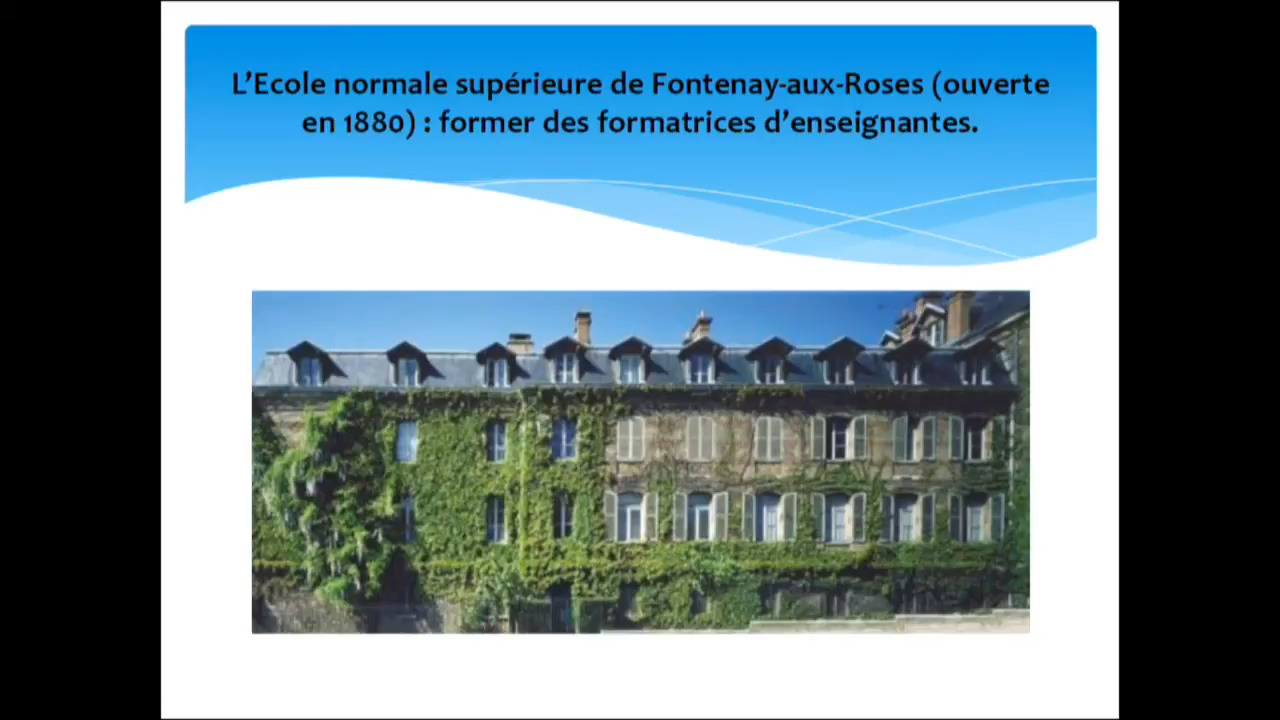 L’Ecole normale supérieure de Fontenay-aux-Roses (ouverte
en 1880) : former des formatrices d’enseignantes.